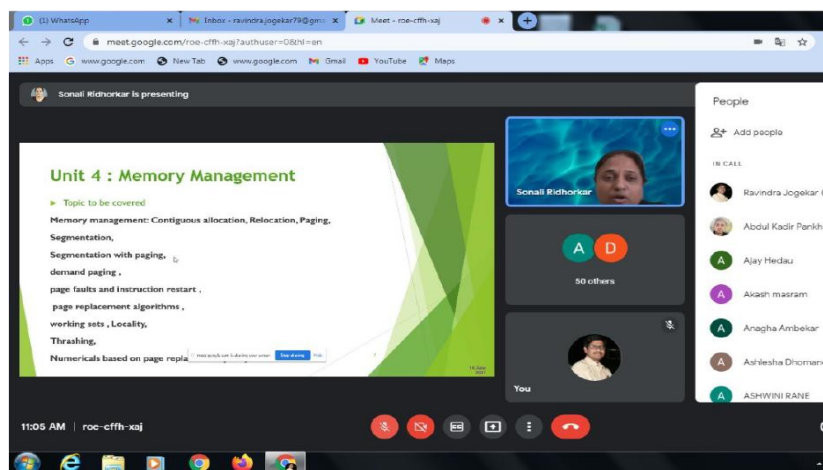 (1) WhatsApp
Inbox - ravindra.jogekar79@gma
Meet - roe-cffh-xaj
meet.google.com/roe-cffh-xaj?authuser=0&hl=en
Apps www.google.com New Tab www.google.com Gmail YouTube Maps
Sonali Ridhorkar is presenting
Unit 4 : Memory Management
Topic to be covered
Memory management: Contiguous allocation, Relocation, Paging,
Segmentation,
Segmentation with paging,
demand paging ,
page faults and instruction restart ,
page replacement algorithms ,
working sets , Locality,
Thrashing,
Numericals based on page repla
Stop sharing Hide
Sonali Ridhorkar
A D
50 others
You
People
Add people
IN CALL
Ravindra Jogekar (
Abdul Kadir Pankh
A Ajay Hedau
A Akash masram
A Anagha Ambekar
A Ashlesha Dhoman
A ASHWINI RANE
11:05 AM | roe-cffh-xaj